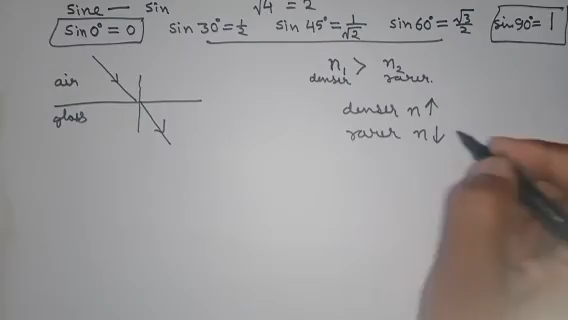 sine — sin
√4 = 2
sin 0° = 0 sin 30° = 1/2 sin 45° = 1/√2 sin 60° = √3/2 sin 90° = 1
air
glass
n₁ > n₂
denser rarer.
denser n ↑
rarer n ↓